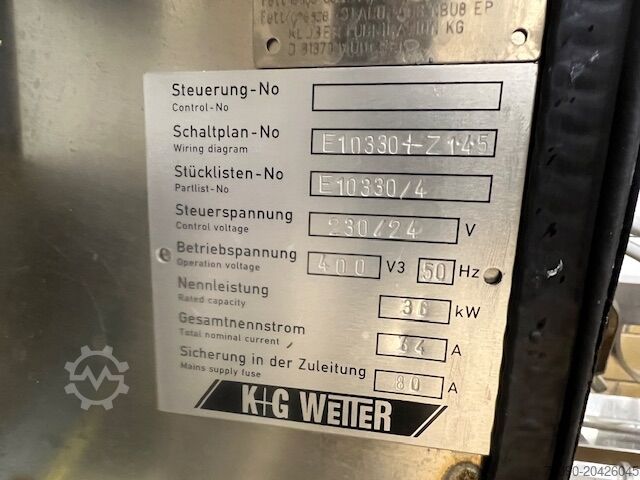 KG
Steuerung-No
Control-No
Schaltplan-No
Wiring diagram
E10330+Z145
Stücklisten-No
Partlist-No
E10330/4
Steuerspannung
Control voltage
230/24 V
Betriebspannung
Operation voltage
400 V3 50 Hz
Nennleistung
Rated capacity
36 kW
Gesamtnennstrom
Total nominal current
64 A
Sicherung in der Zuleitung
Mains supply fuse
80 A
K+G WETTER